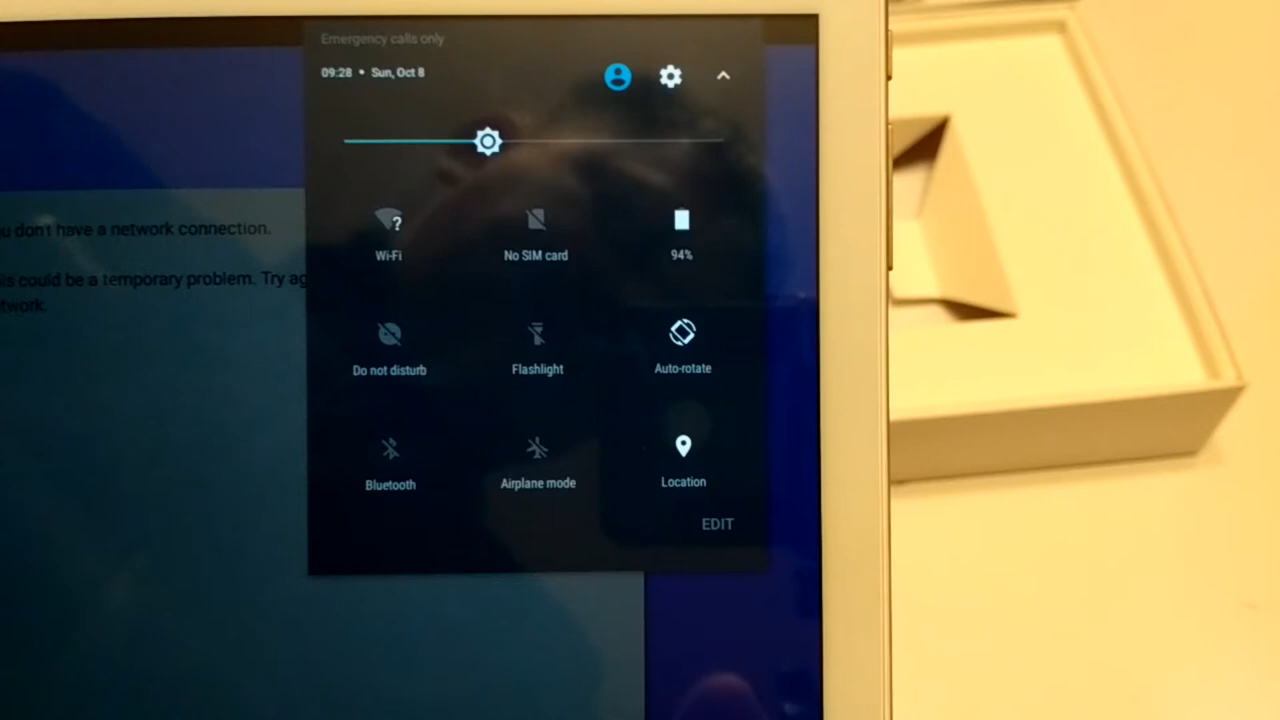 Emergency calls only
09:28 • Sun, Oct 8
Wi-Fi
No SIM card
94%
Do not disturb
Flashlight
Auto-rotate
Bluetooth
Airplane mode
Location
EDIT
u don't have a network connection.
is could be a temporary problem. Try ag
twork.